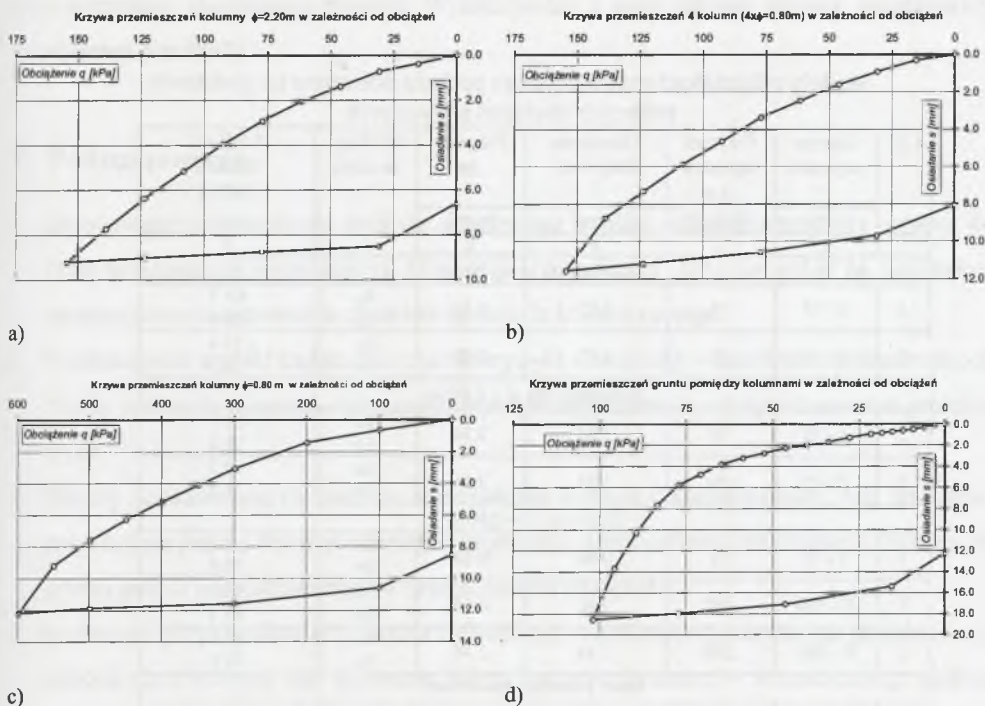 Krzywa przemieszczeń kolumny ϕ=2.20m w zależności od obciążeń
175 150 125 100 75 50 25 0
Obciążenie q [kPa]
Osiadanie s [mm]
0.0
2.0
4.0
6.0
8.0
10.0
a)
Krzywa przemieszczeń 4 kolumn (4xϕ=0.80m) w zależności od obciążeń
175 150 125 100 75 50 25 0
Obciążenie q [kPa]
Osiadanie s [mm]
0.0
2.0
4.0
6.0
8.0
10.0
12.0
b)
Krzywa przemieszczeń kolumny ϕ=0.80 m w zależności od obciążeń
600 500 400 300 200 100 0
Obciążenie q [kPa]
Osiadanie s [mm]
0.0
2.0
4.0
6.0
8.0
10.0
12.0
14.0
c)
Krzywa przemieszczeń gruntu pomiędzy kolumnami w zależności od obciążeń
125 100 75 50 25 0
Obciążenie q [kPa]
Osiadanie s [mm]
0.0
2.0
4.0
6.0
8.0
10.0
12.0
14.0
16.0
18.0
20.0
d)